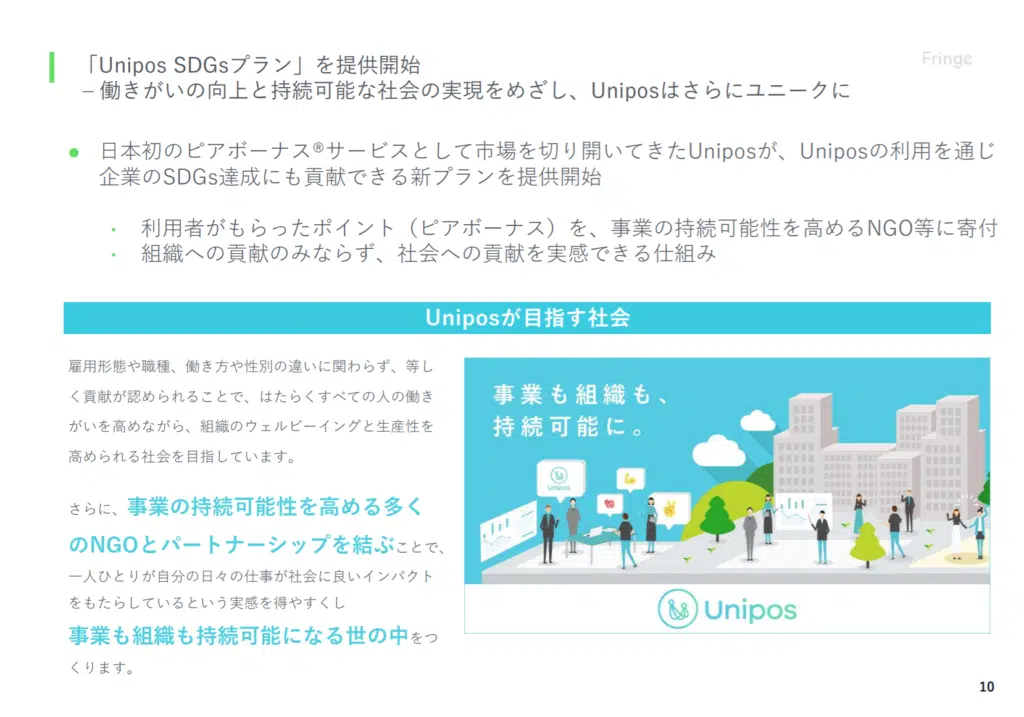 「Unipos SDGsプラン」を提供開始
– 働きがいの向上と持続可能な社会の実現をめざし、Uniposはさらにユニークに
Fringe
● 日本初のピアボーナス®サービスとして市場を切り開いてきたUniposが、Uniposの利用を通じ
企業のSDGs達成にも貢献できる新プランを提供開始
・ 利用者がもらったポイント（ピアボーナス）を、事業の持続可能性を高めるNGO等に寄付
・ 組織への貢献のみならず、社会への貢献を実感できる仕組み
Uniposが目指す社会
雇用形態や職種、働き方や性別の違いに関わらず、等し
く貢献が認められることで、はたらくすべての人の働き
がいを高めながら、組織のウェルビーイングと生産性を
高められる社会を目指しています。
さらに、事業の持続可能性を高める多く
のNGOとパートナーシップを結ぶことで、
一人ひとりが自分の日々の仕事が社会に良いインパクト
をもたらしているという実感を得やすくし
事業も組織も持続可能になる世の中をつ
くります。
事業も組織も、
持続可能に。
Unipos
Unipos
10